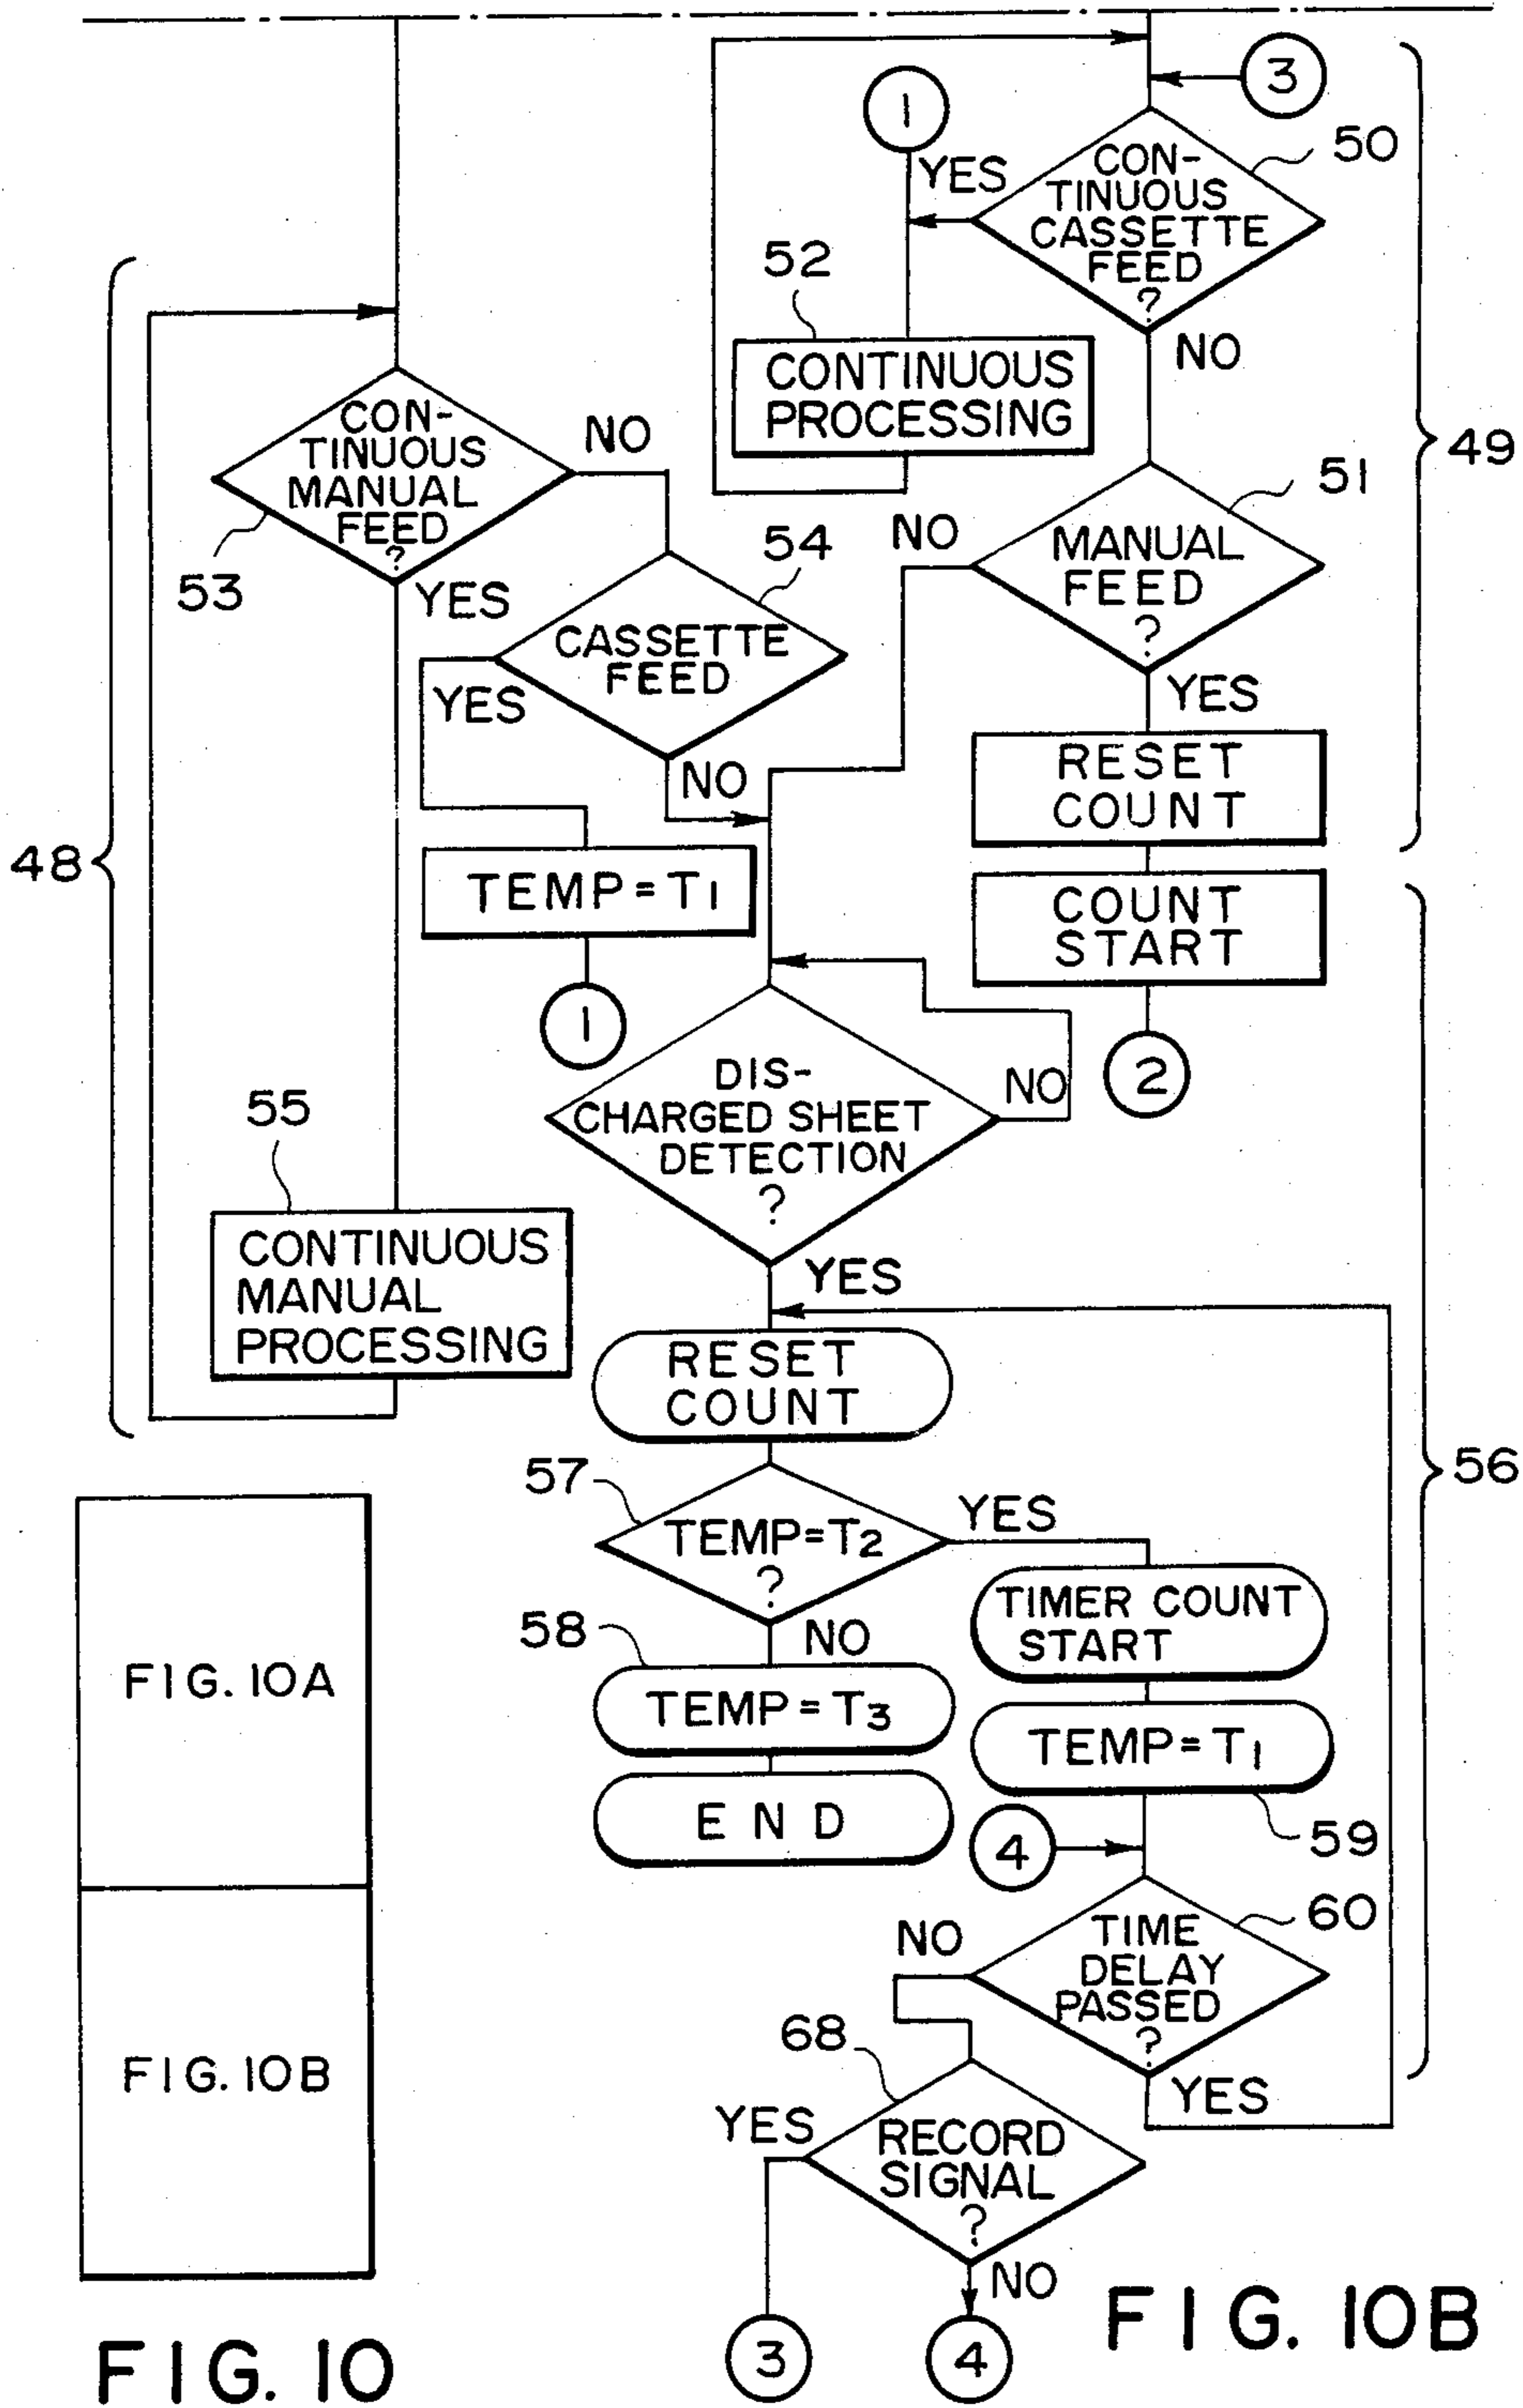 3
1
50
YES
CON-
TINUOUS
CASSETTE
FEED
?
52
NO
CONTINUOUS
PROCESSING
49
CON-
TINUOUS
MANUAL
FEED
?
NO
53
YES
54
51
NO
MANUAL
FEED
?
CASSETTE
FEED
YES
YES
NO
RESET
COUNT
48
TEMP=T1
COUNT
START
1
2
DIS-
CHARGED SHEET
DETECTION
?
NO
55
CONTINUOUS
MANUAL
PROCESSING
YES
RESET
COUNT
56
57
TEMP=T2
?
YES
TIMER COUNT
START
58
NO
TEMP=T3
TEMP=T1
END
59
4
60
NO
TIME
DELAY
PASSED
?
68
YES
YES
RECORD
SIGNAL
?
NO
3
4
FIG. 10A
FIG. 10B
FIG. 10
FIG. 10B